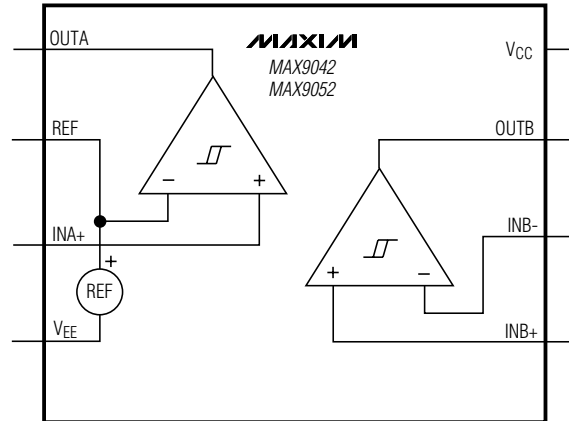 OUTA
MAXIM
MAX9042
MAX9052
VCC
REF
OUTB
− +
INA+
INB-
+
REF
+ −
VEE
INB+